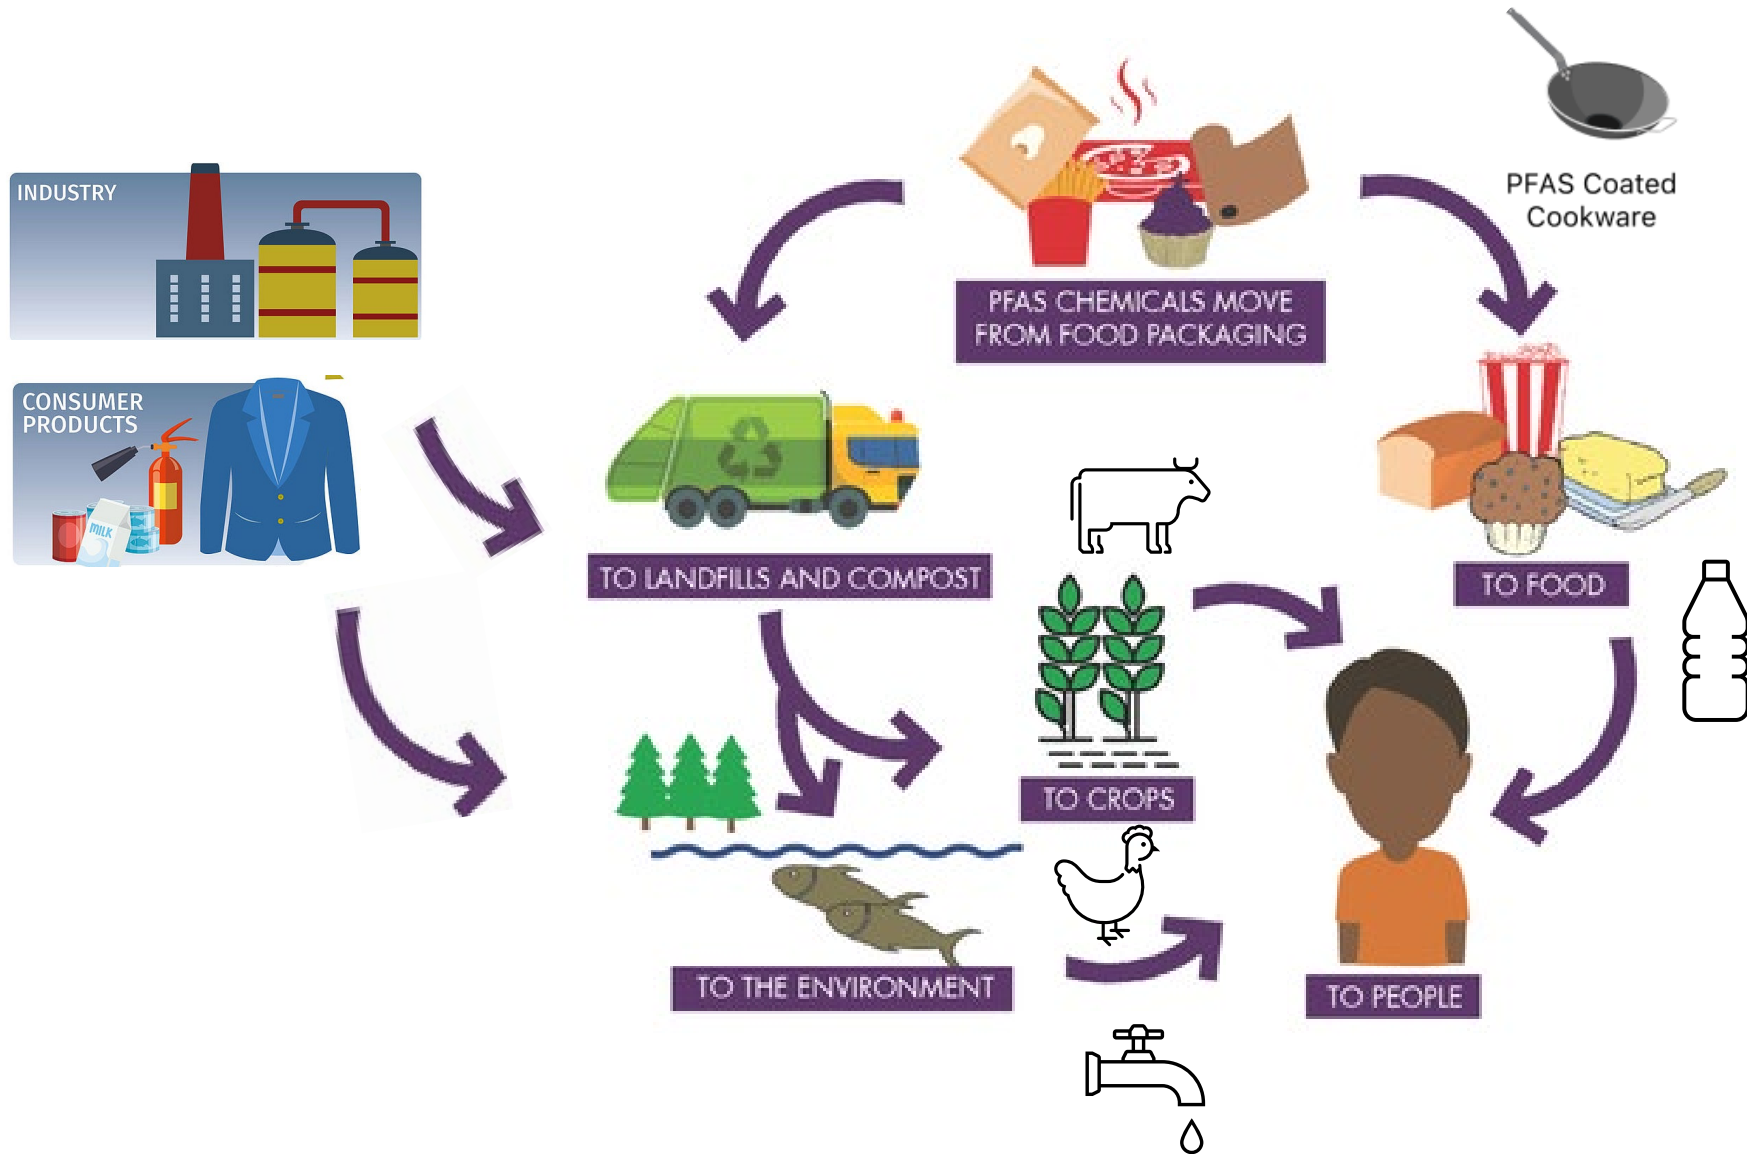 INDUSTRY
CONSUMER
PRODUCTS
MILK
PFAS CHEMICALS MOVE
FROM FOOD PACKAGING
PFAS Coated
Cookware
TO LANDFILLS AND COMPOST
TO FOOD
TO CROPS
TO THE ENVIRONMENT
TO PEOPLE